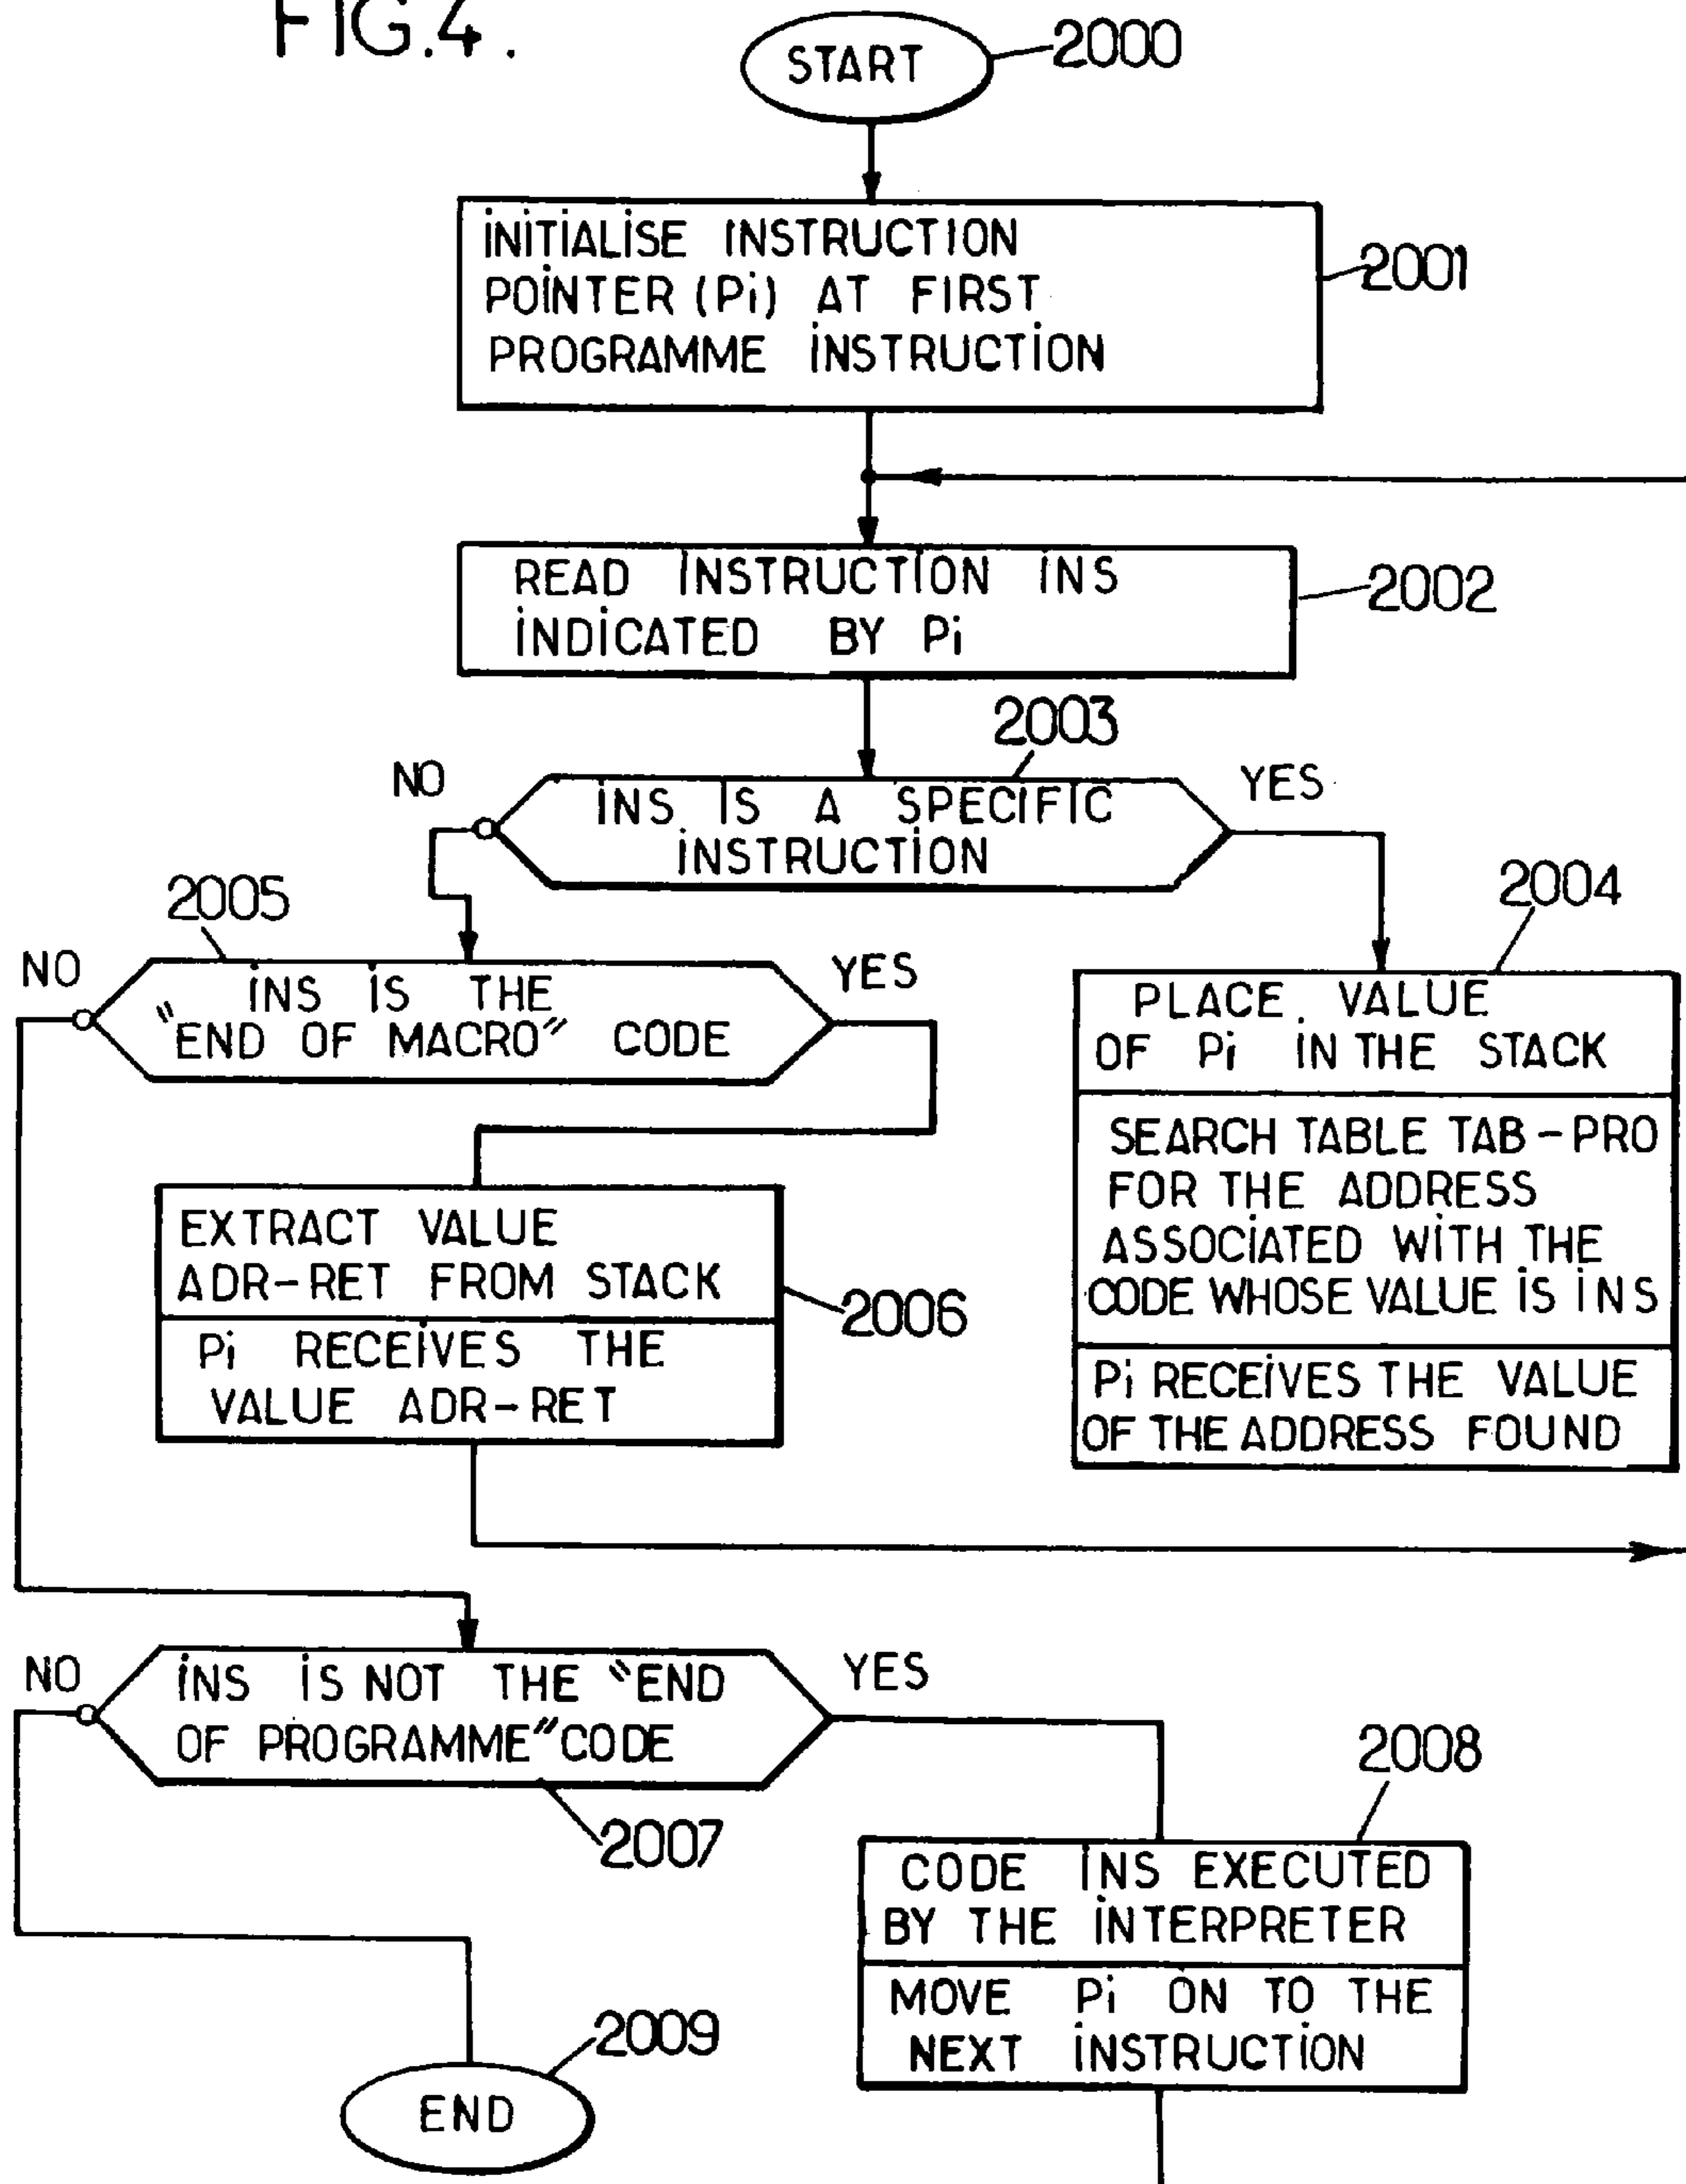 FIG.4.
START
2000
INITIALISE INSTRUCTION
POINTER (Pi) AT FIRST
PROGRAMME INSTRUCTION
2001
READ INSTRUCTION INS
INDICATED BY Pi
2002
2003
NO
INS IS A SPECIFIC
INSTRUCTION
YES
2004
2005
NO
INS IS THE
"END OF MACRO" CODE
YES
PLACE VALUE
OF Pi IN THE STACK
SEARCH TABLE TAB-PRO
FOR THE ADDRESS
ASSOCIATED WITH THE
CODE WHOSE VALUE IS INS
Pi RECEIVES THE VALUE
OF THE ADDRESS FOUND
EXTRACT VALUE
ADR-RET FROM STACK
Pi RECEIVES THE
VALUE ADR-RET
2006
NO
INS IS NOT THE "END
OF PROGRAMME" CODE
YES
2007
2008
CODE INS EXECUTED
BY THE INTERPRETER
MOVE Pi ON TO THE
NEXT INSTRUCTION
2009
END